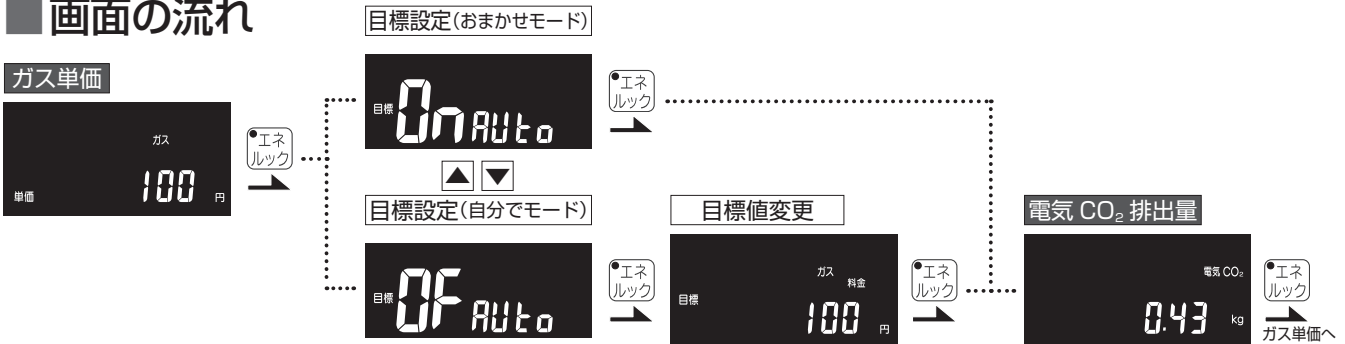 ■画面の流れ
ガス単価
ガス
単価 100 円
●エネ
ルック
目標設定(おまかせモード)
目標 On AUto
●エネ
ルック
▲ ▼
目標設定(自分でモード)
目標 OF AUto
●エネ
ルック
目標値変更
ガス
料金
目標
100 円
●エネ
ルック
電気 CO₂ 排出量
電気 CO₂
0.43 kg
●エネ
ルック
ガス単価へ